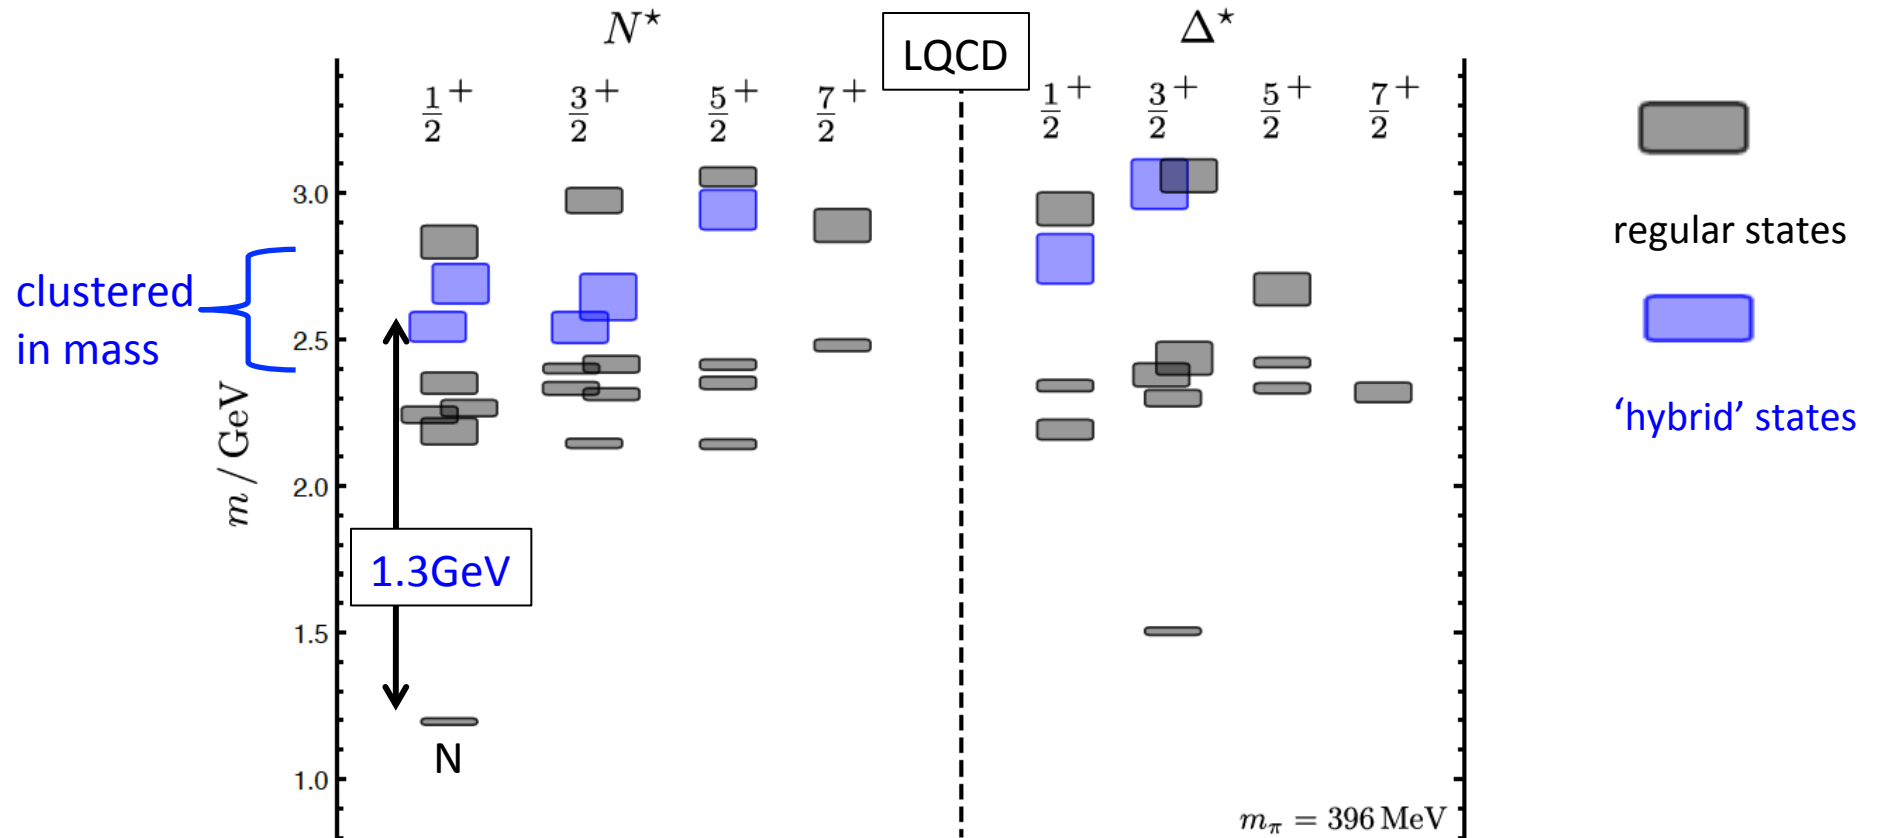 N* LQCD Δ*
1/2+ 3/2+ 5/2+ 7/2+ 1/2+ 3/2+ 5/2+ 7/2+
3.0
regular states
clustered
in mass
2.5
‘hybrid’ states
m / GeV
2.0
1.3GeV
1.5
N
1.0
mπ = 396 MeV